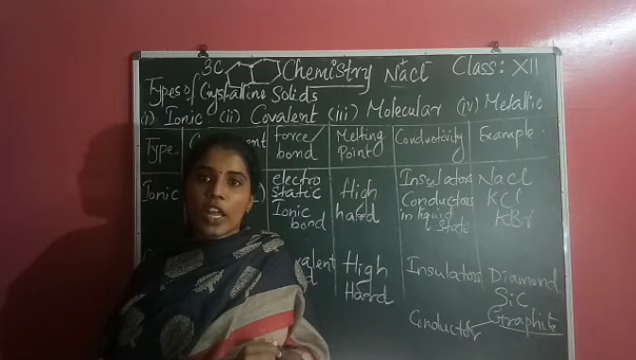 3C Chemistry Na+Cl- Class: XII
Types of Crystalline Solids
(i) Ionic (ii) Covalent (iii) Molecular (iv) Metallic
Type force/bond Melting Point Conductivity Example
Ionic electro static Ionic bond High hard Insulators Conductors in liquid state NaCl KCl KBr
High Hard Insulators Diamond
SiC
Conductor Graphite